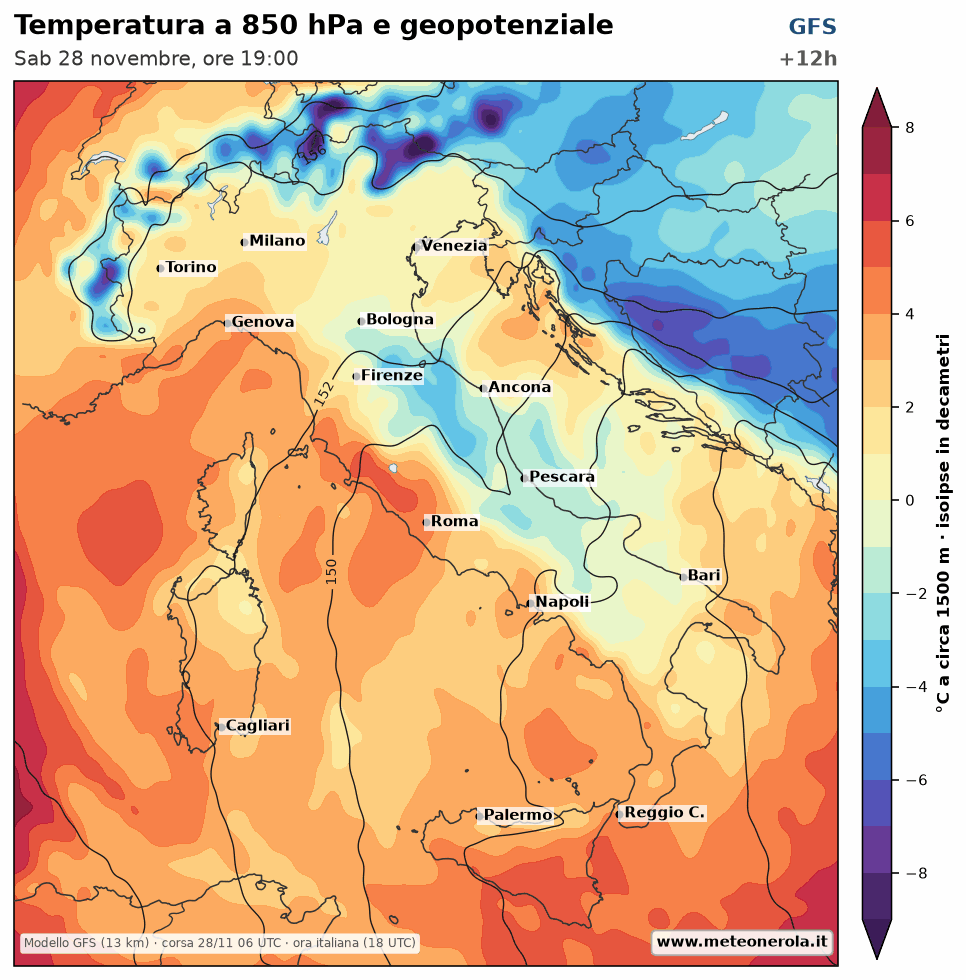 Temperatura a 850 hPa e geopotenziale
GFS
Sab 28 novembre, ore 19:00
+12h
156
Milano
Venezia
Torino
Genova
Bologna
Firenze
Ancona
152
Pescara
Roma
150
Bari
Napoli
Cagliari
Palermo
Reggio C.
8
6
4
2
0
−2
−4
−6
−8
°C a circa 1500 m · isoipse in decametri
Modello GFS (13 km) · corsa 28/11 06 UTC · ora italiana (18 UTC)
www.meteonerola.it